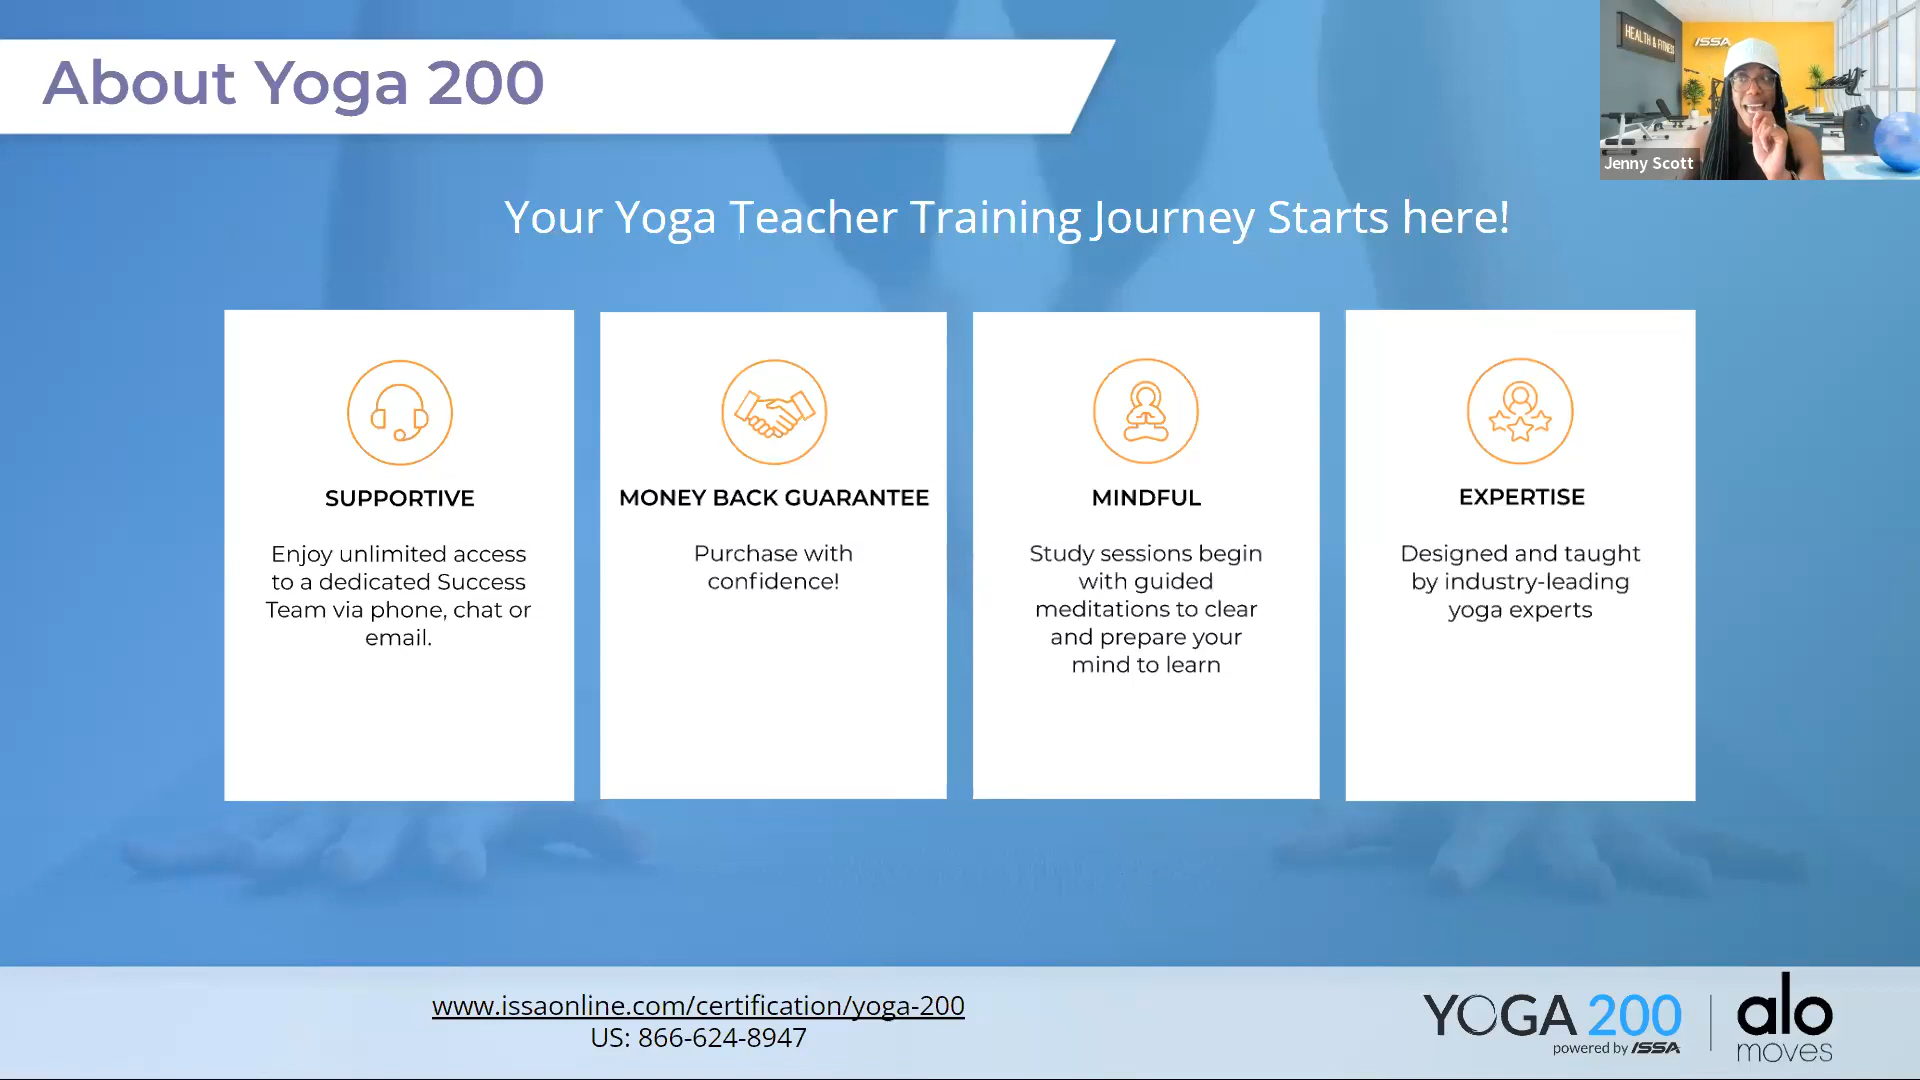 About Yoga 200
HEALTH & FITNESS
ISSA
Jenny Scott
Your Yoga Teacher Training Journey Starts here!
SUPPORTIVE
Enjoy unlimited access
to a dedicated Success
Team via phone, chat or
email.
MONEY BACK GUARANTEE
Purchase with
confidence!
MINDFUL
Study sessions begin
with guided
meditations to clear
and prepare your
mind to learn
EXPERTISE
Designed and taught
by industry-leading
yoga experts
www.issaonline.com/certification/yoga-200
US: 866-624-8947
YOGA 200
powered by ISSA
alo
moves